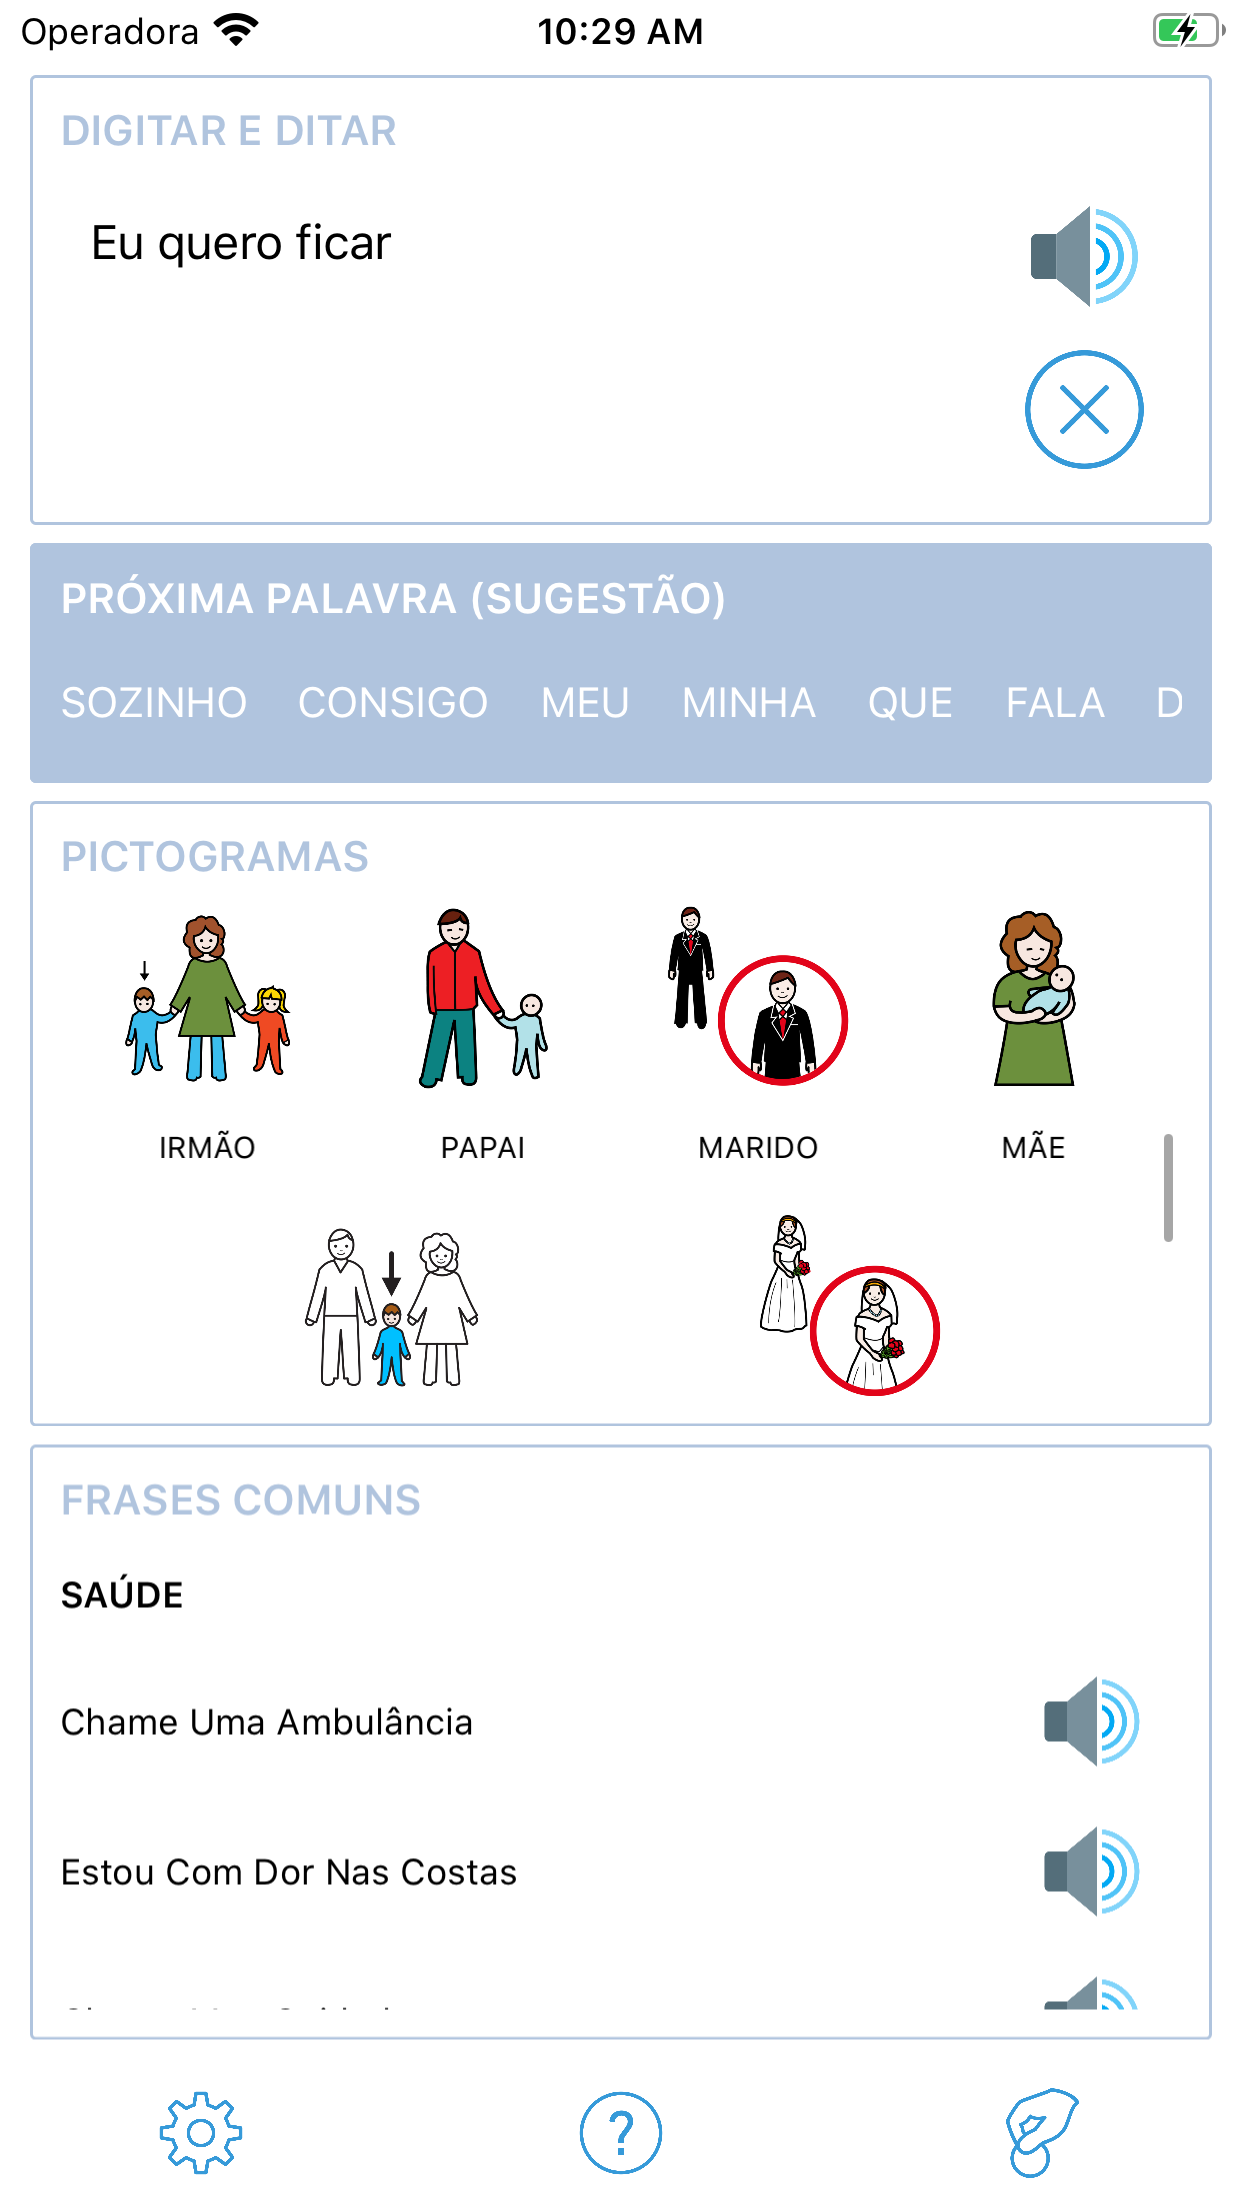 Operadora 10:29 AM
DIGITAR E DITAR
Eu quero ficar
PRÓXIMA PALAVRA (SUGESTÃO)
SOZINHO CONSIGO MEU MINHA QUE FALA D
PICTOGRAMAS
IRMÃO PAPAI MARIDO MÃE
FRASES COMUNS
SAÚDE
Chame Uma Ambulância
Estou Com Dor Nas Costas
?